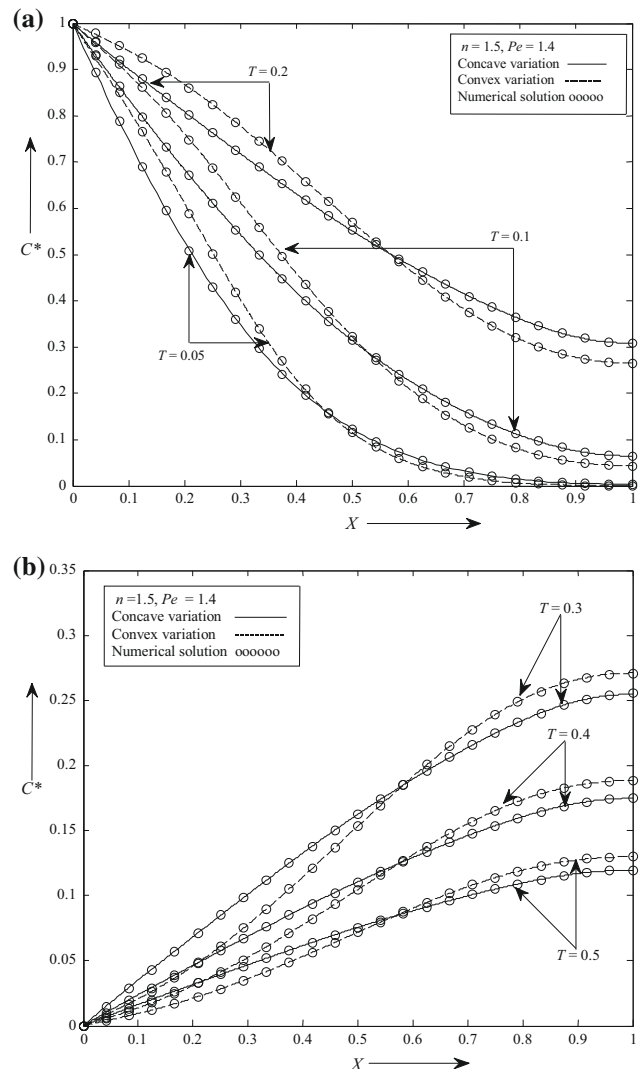 (a)
1
0.9
0.8
0.7
0.6
0.5
0.4
0.3
0.2
0.1
0
C*
n = 1.5, Pe = 1.4
Concave variation
Convex variation
Numerical solution ooooo
T = 0.2
T = 0.1
T = 0.05
0 0.1 0.2 0.3 0.4 0.5 0.6 0.7 0.8 0.9 1
X
(b)
0.35
0.3
0.25
0.2
0.15
0.1
0.05
0
C*
n =1.5, Pe = 1.4
Concave variation
Convex variation
Numerical solution oooooo
T = 0.3
T = 0.4
T = 0.5
0 0.1 0.2 0.3 0.4 0.5 0.6 0.7 0.8 0.9 1
X